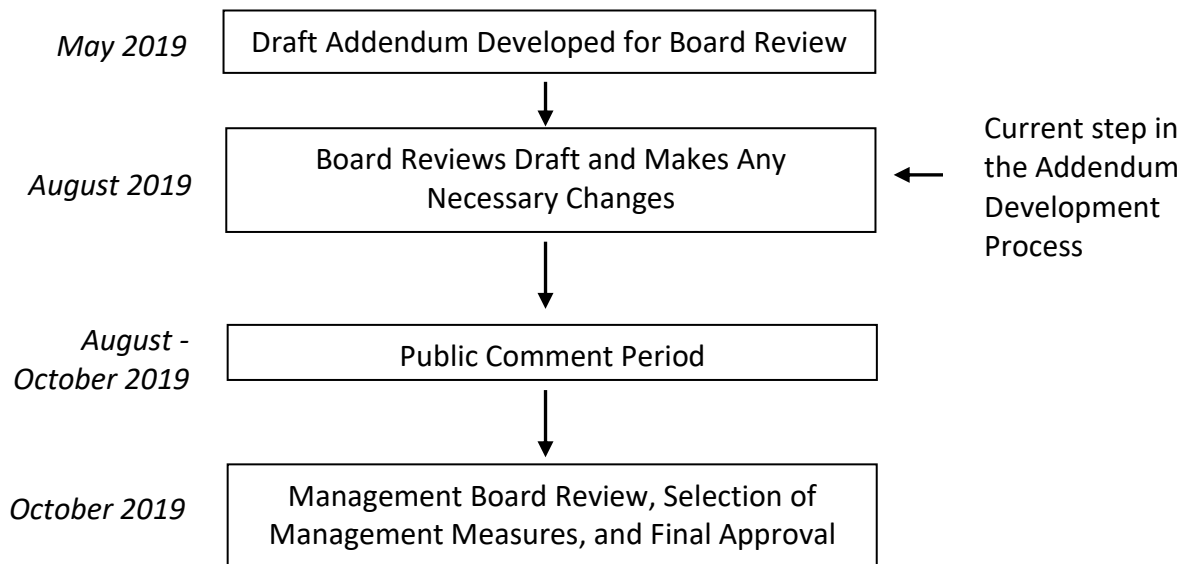 May 2019
Draft Addendum Developed for Board Review
August 2019
Board Reviews Draft and Makes Any
Necessary Changes
Current step in
the Addendum
Development
Process
August -
October 2019
Public Comment Period
October 2019
Management Board Review, Selection of
Management Measures, and Final Approval